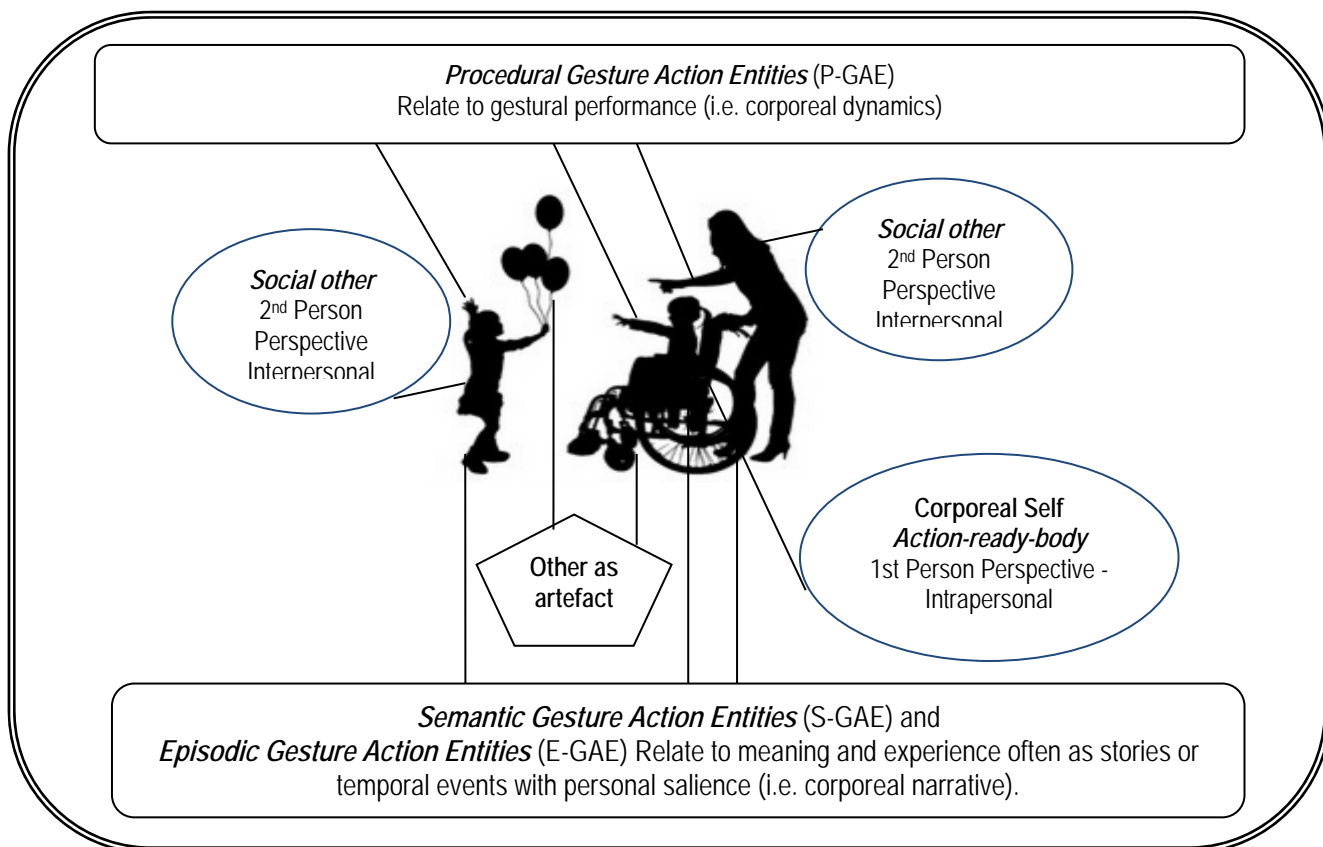 Procedural Gesture Action Entities (P-GAE)
Relate to gestural performance (i.e. corporeal dynamics)
Social other
2nd Person
Perspective
Interpersonal
Social other
2nd Person
Perspective
Interpersonal
Corporeal Self
Action-ready-body
1st Person Perspective -
Intrapersonal
Other as
artefact
Semantic Gesture Action Entities (S-GAE) and
Episodic Gesture Action Entities (E-GAE) Relate to meaning and experience often as stories or
temporal events with personal salience (i.e. corporeal narrative).